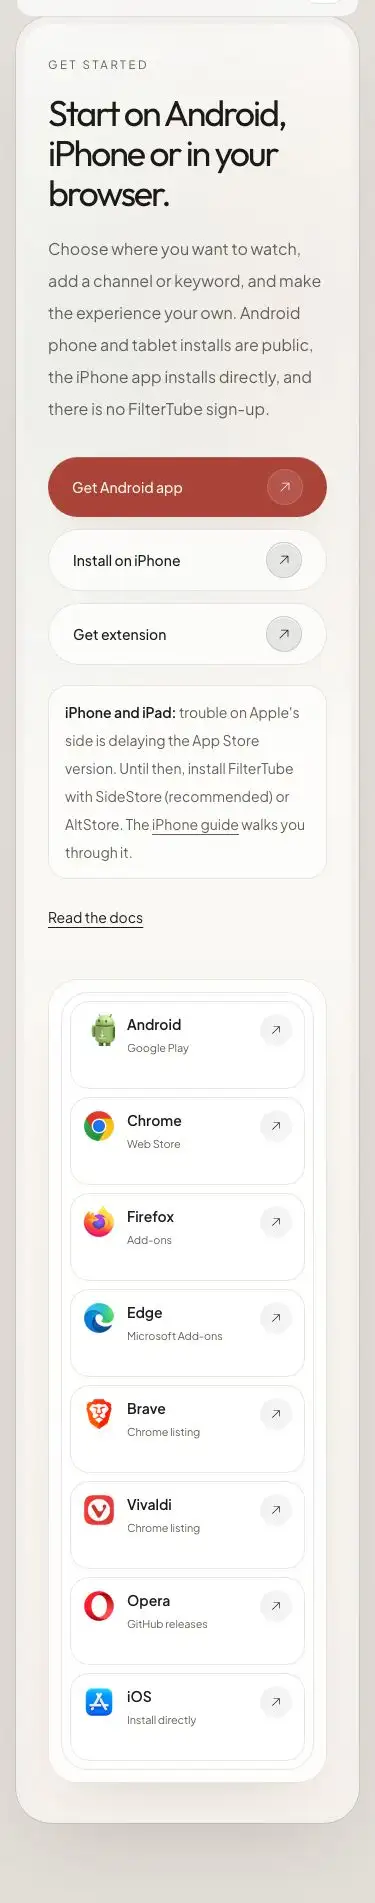 GET STARTED
Start on Android,
iPhone or in your
browser.
Choose where you want to watch,
add a channel or keyword, and make
the experience your own. Android
phone and tablet installs are public,
the iPhone app installs directly, and
there is no FilterTube sign-up.
Get Android app
Install on iPhone
Get extension
iPhone and iPad: trouble on Apple's
side is delaying the App Store
version. Until then, install FilterTube
with SideStore (recommended) or
AltStore. The iPhone guide walks you
through it.
Read the docs
Android
Google Play
Chrome
Web Store
Firefox
Add-ons
Edge
Microsoft Add-ons
Brave
Chrome listing
Vivaldi
Chrome listing
Opera
GitHub releases
iOS
Install directly